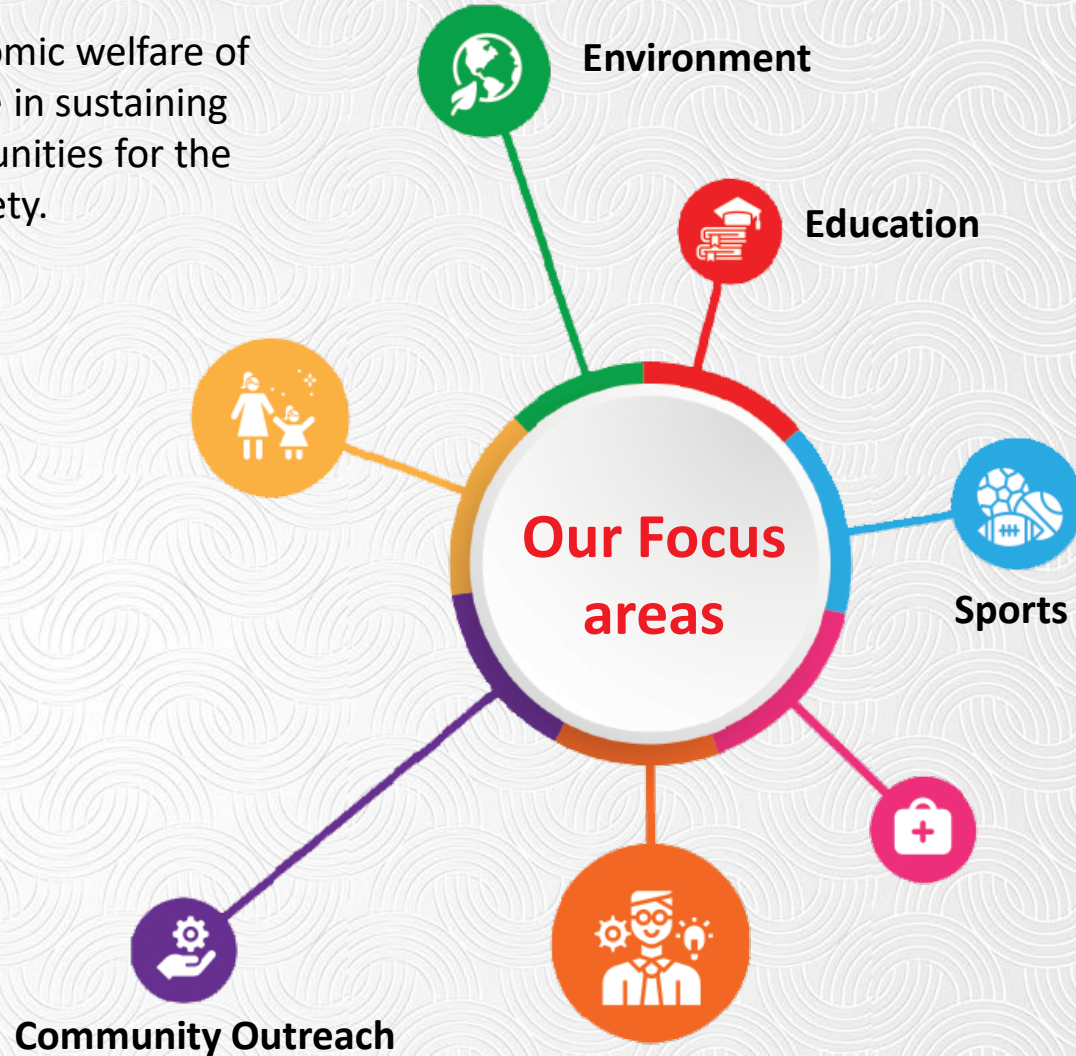 omic welfare of
e in sustaining
unities for the
ety.
Environment
Education
Our Focus
areas
Sports
Community Outreach